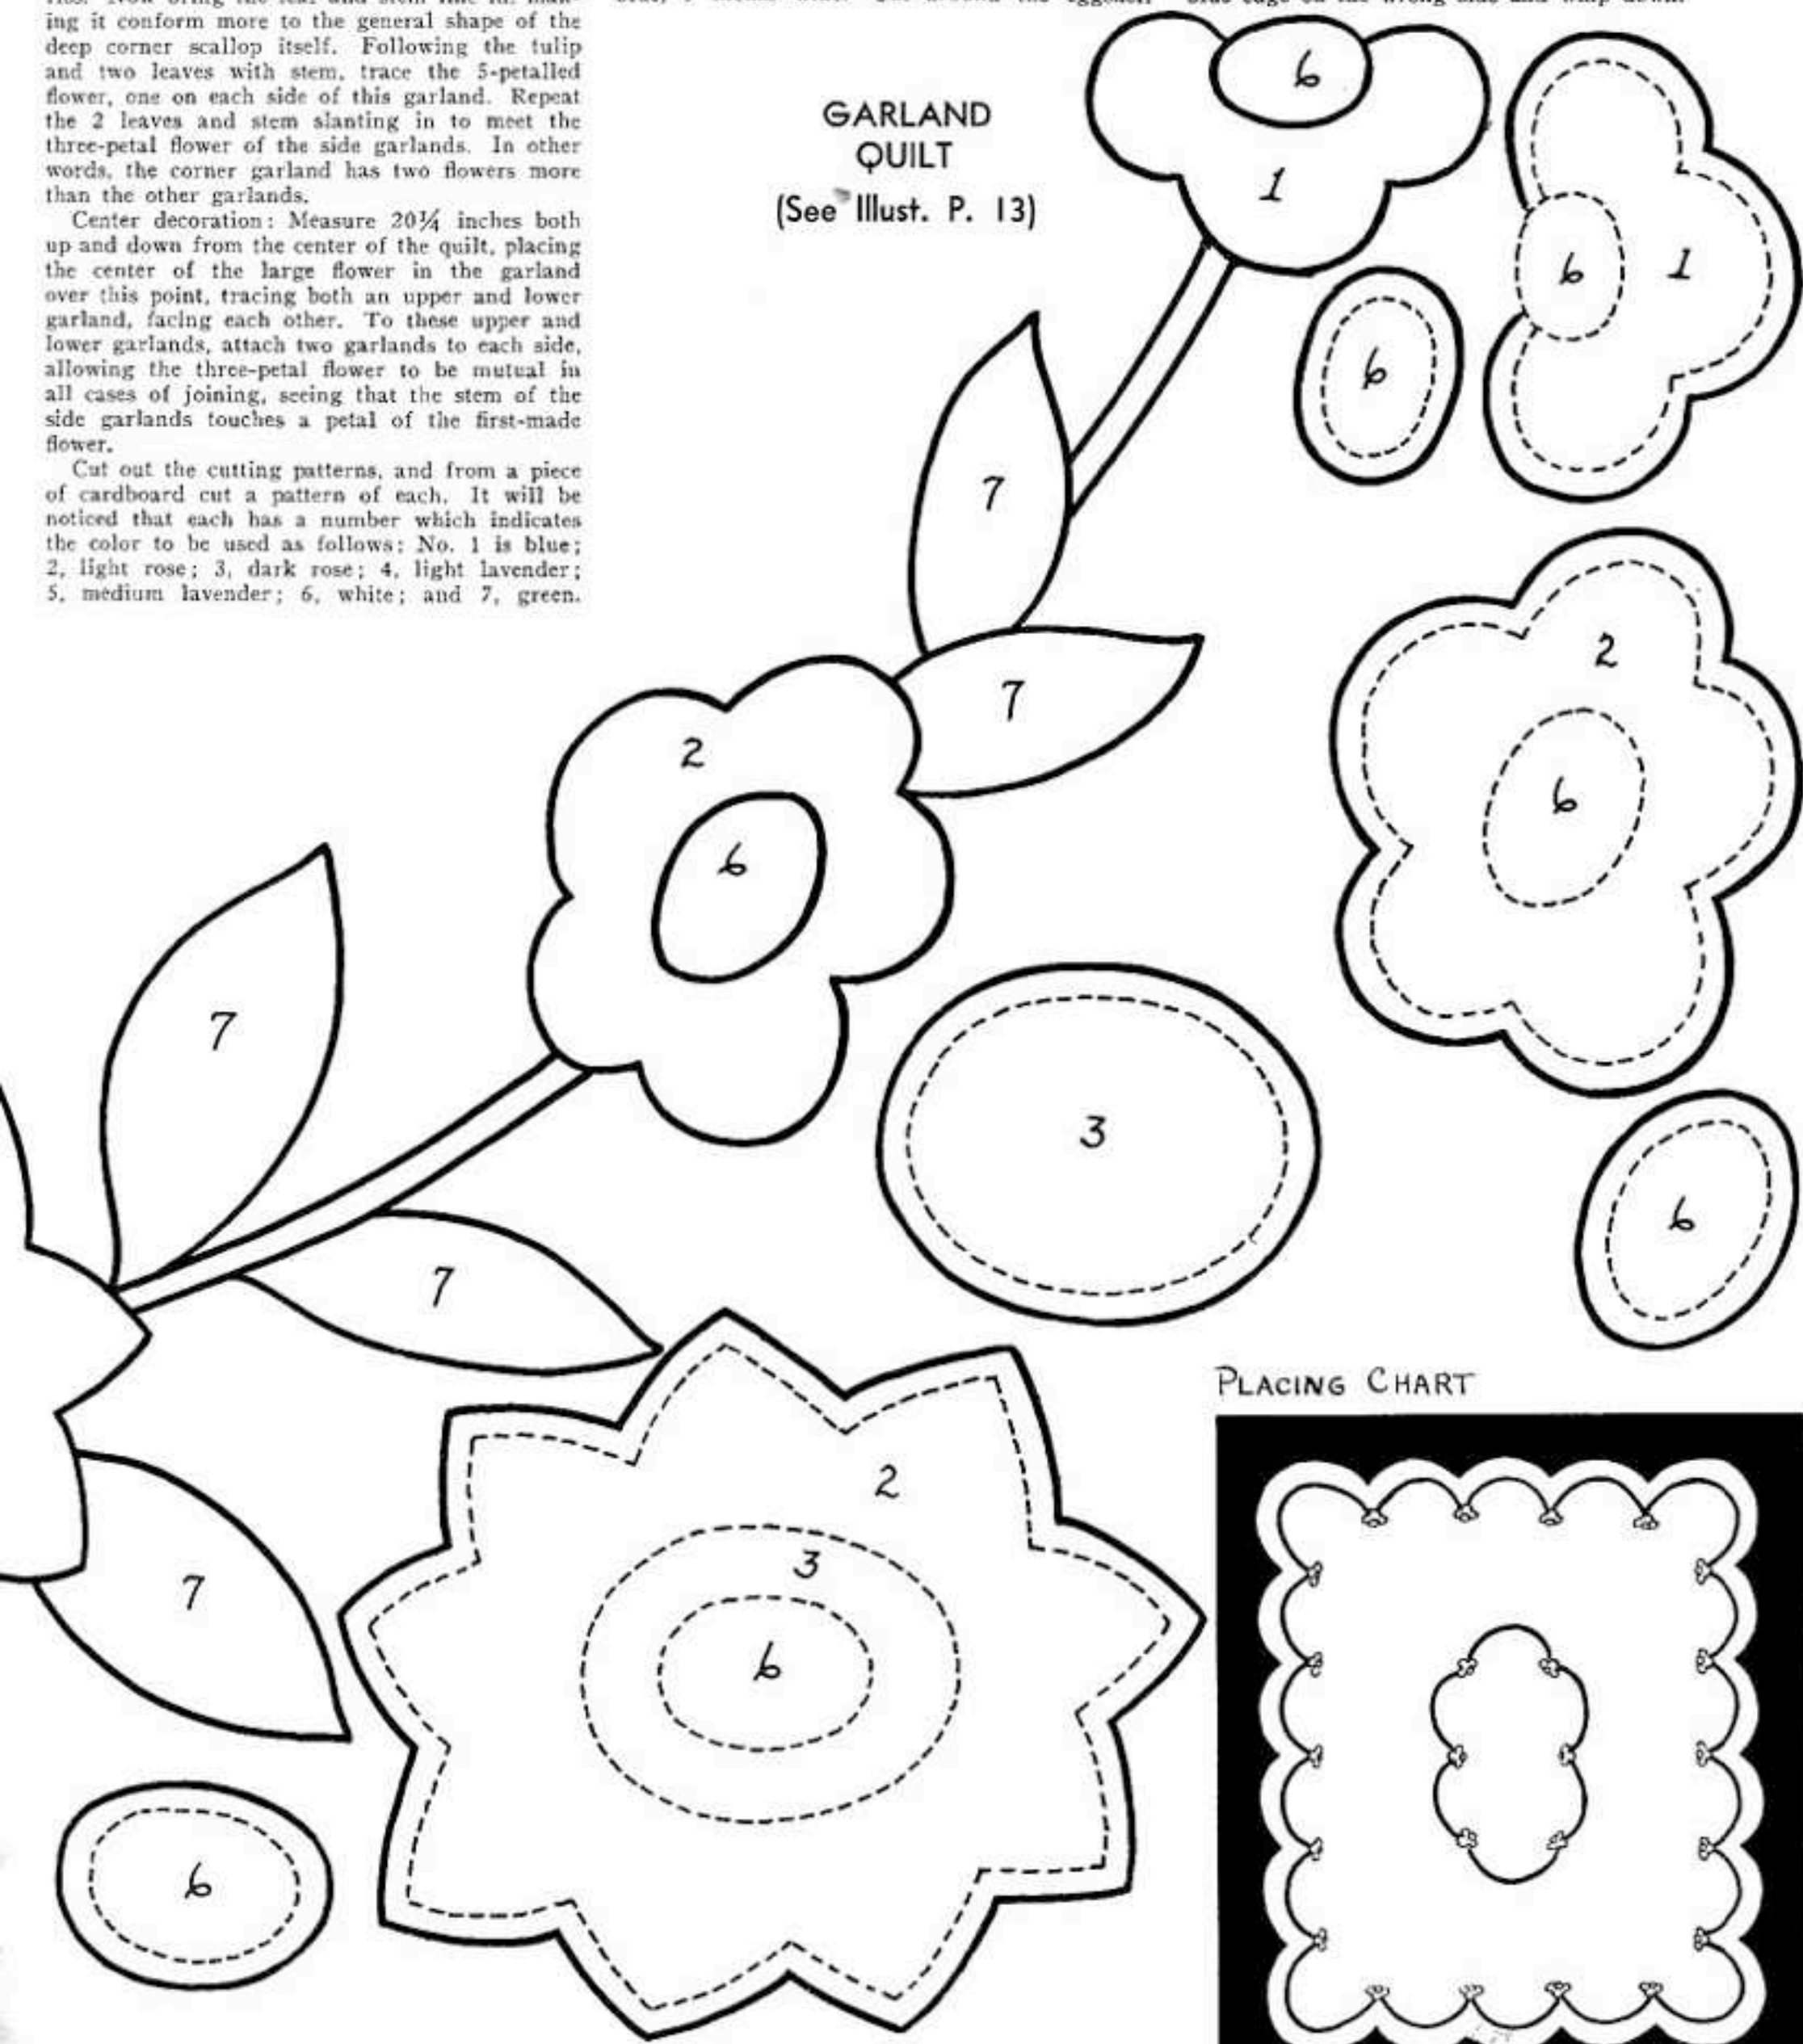 ing it conform more to the general shape of the
deep corner scallop itself. Following the tulip
and two leaves with stem, trace the 5-petalled
flower, one on each side of this garland. Repeat
the 2 leaves and stem slanting in to meet the
three-petal flower of the side garlands. In other
words, the corner garland has two flowers more
than the other garlands.
Center decoration: Measure 20¼ inches both
up and down from the center of the quilt, placing
the center of the large flower in the garland
over this point, tracing both an upper and lower
garland, facing each other. To these upper and
lower garlands, attach two garlands to each side,
allowing the three-petal flower to be mutual in
all cases of joining, seeing that the stem of the
side garlands touches a petal of the first-made
flower.
Cut out the cutting patterns, and from a piece
of cardboard cut a pattern of each. It will be
noticed that each has a number which indicates
the color to be used as follows: No. 1 is blue;
2, light rose; 3, dark rose; 4, light lavender;
5, medium lavender; 6, white; and 7, green.
GARLAND
QUILT
(See Illust. P. 13)
6
1
6
1
6
7
7
2
6
2
6
7
3
6
7
7
2
3
6
6
PLACING CHART